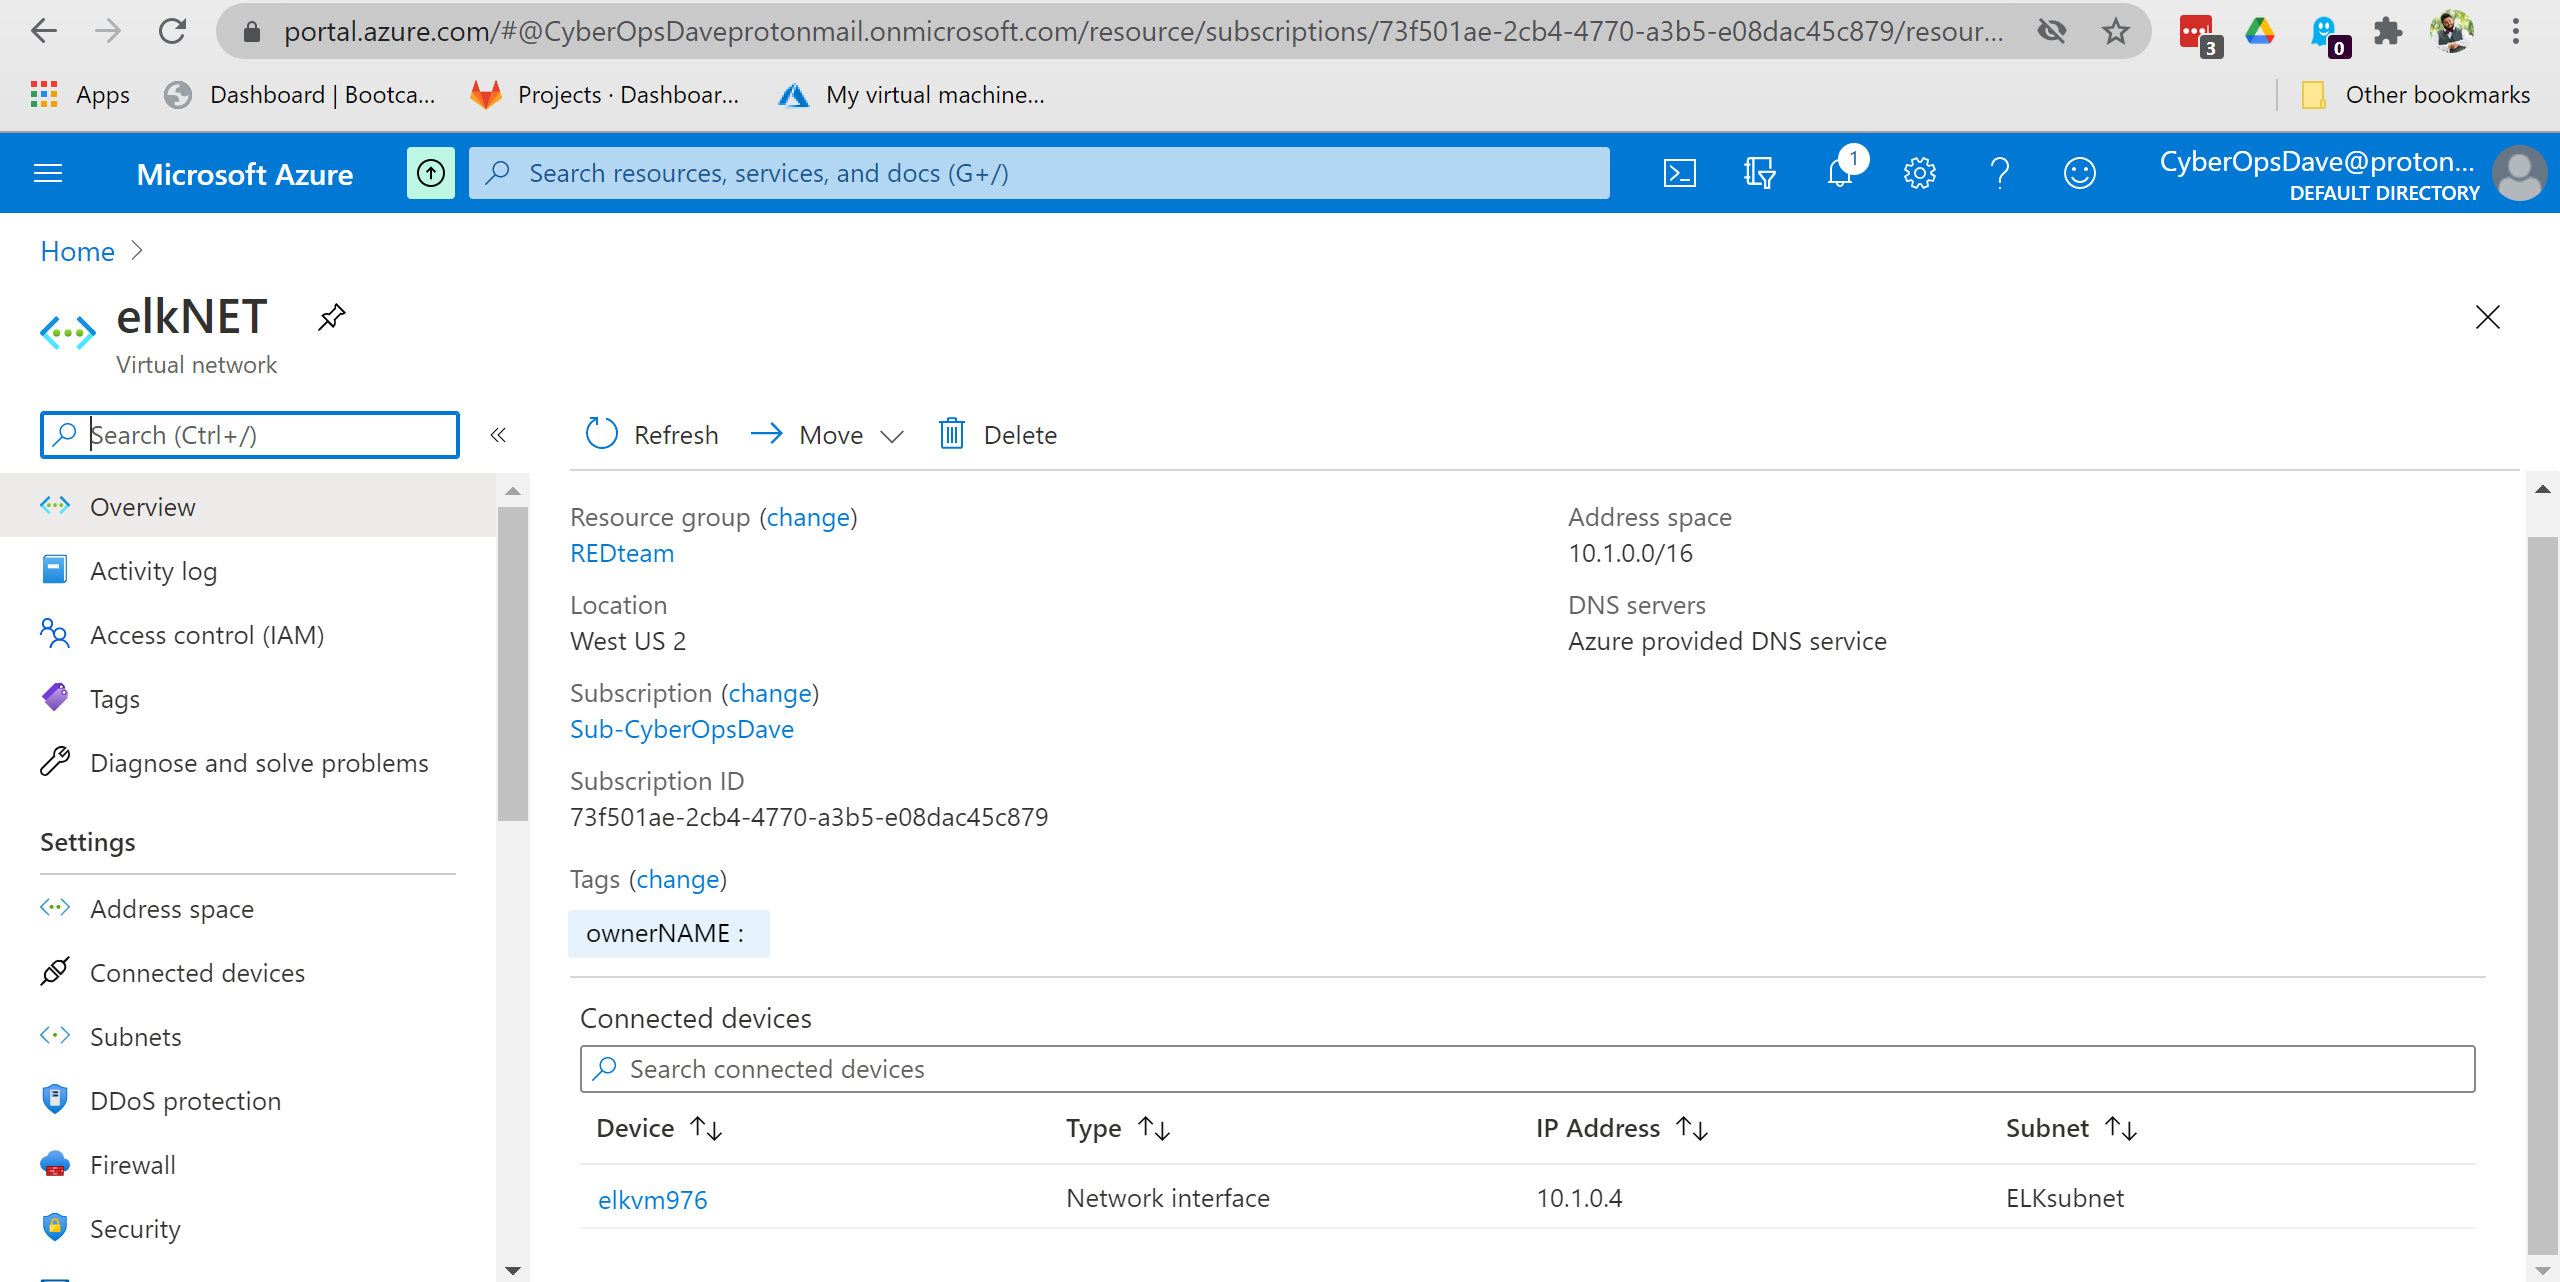 portal.azure.com/#@CyberOpsDaveprotonmail.onmicrosoft.com/resource/subscriptions/73f501ae-2cb4-4770-a3b5-e08dac45c879/resour...
3
0
Apps
Dashboard | Bootca...
Projects · Dashboar...
My virtual machine...
Other bookmarks
Microsoft Azure
Search resources, services, and docs (G+/)
1
CyberOpsDave@proton...
DEFAULT DIRECTORY
Home
elkNET
Virtual network
Search (Ctrl+/)
Refresh
Move
Delete
Overview
Activity log
Access control (IAM)
Tags
Diagnose and solve problems
Settings
Address space
Connected devices
Subnets
DDoS protection
Firewall
Security
Resource group (change)
REDteam
Location
West US 2
Subscription (change)
Sub-CyberOpsDave
Subscription ID
73f501ae-2cb4-4770-a3b5-e08dac45c879
Address space
10.1.0.0/16
DNS servers
Azure provided DNS service
Tags (change)
ownerNAME :
Connected devices
Search connected devices
Device Type IP Address Subnet
elkvm976 Network interface 10.1.0.4 ELKsubnet